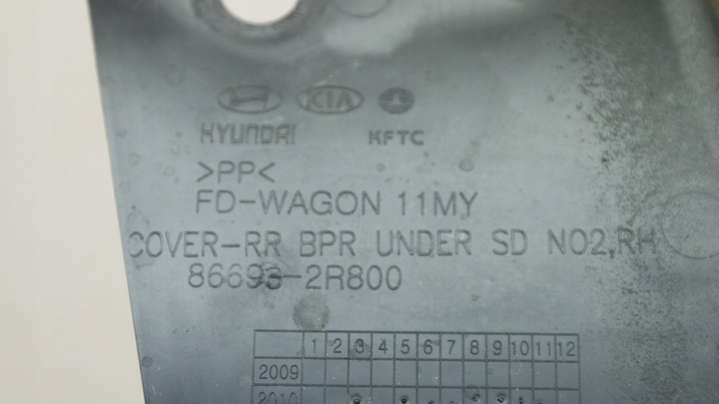 KIA
HYUNDAI KFTC
>PP<
FD-WAGON 11MY
COVER-RR BPR UNDER SD NO2,RH
86693-2R800
1 2 3 4 5 6 7 8 9 10 11 12
2009
2010